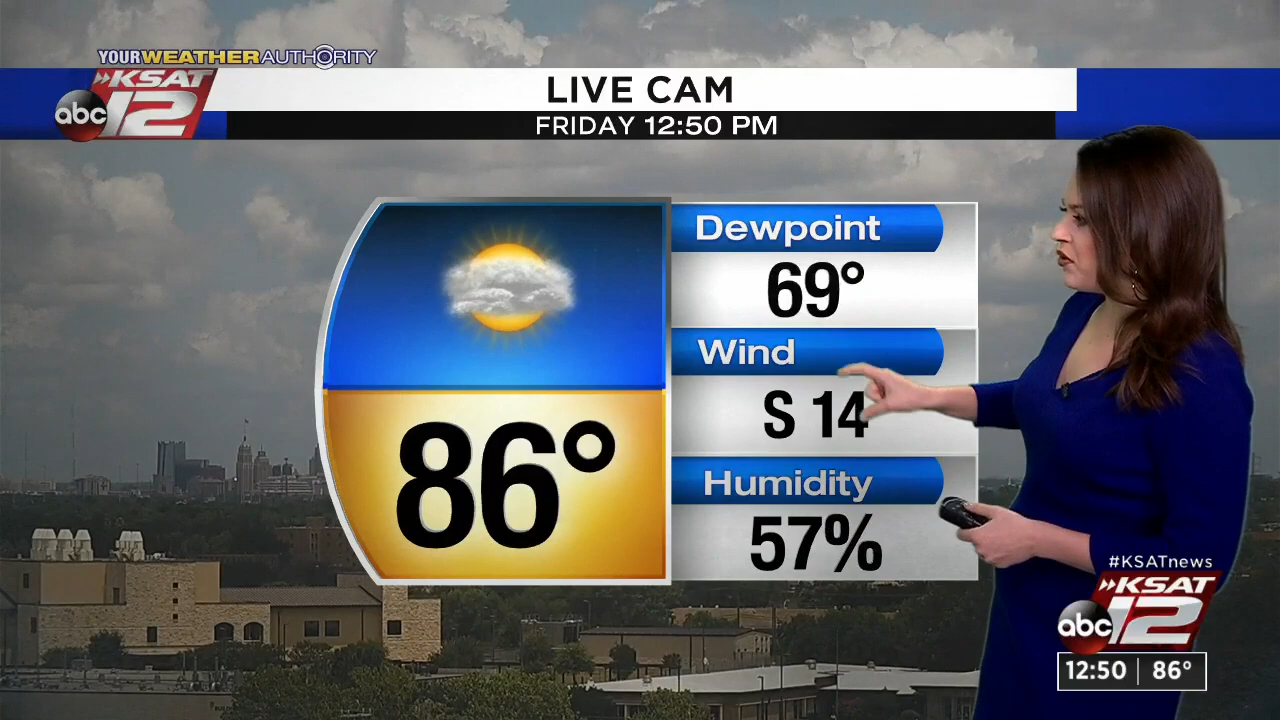 YOUR WEATHER AUTHORITY
KSAT
abc 12
LIVE CAM
FRIDAY 12:50 PM
Dewpoint
69°
Wind
S 14
86°
Humidity
57%
#KSATnews
KSAT
abc 12
12:50 86°